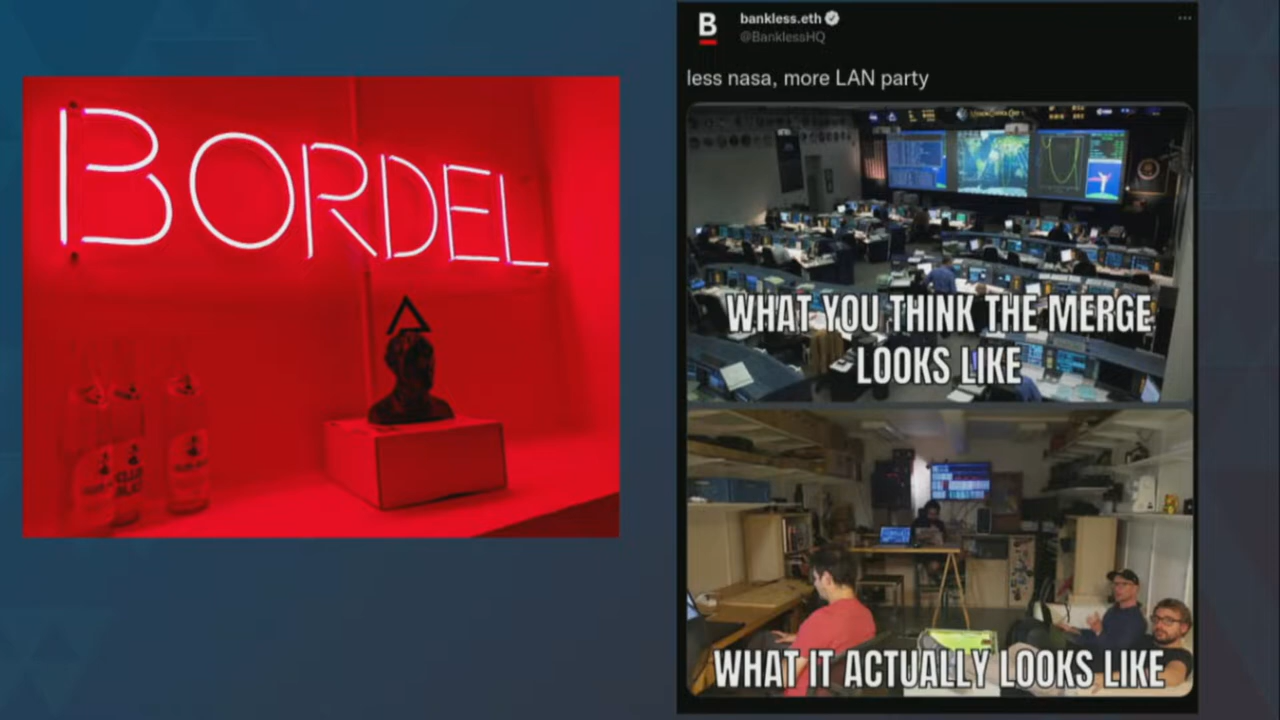 BORDEL
B
bankless.eth
@BanklessHQ
less nasa, more LAN party
WHAT YOU THINK THE MERGE
LOOKS LIKE
WHAT IT ACTUALLY LOOKS LIKE